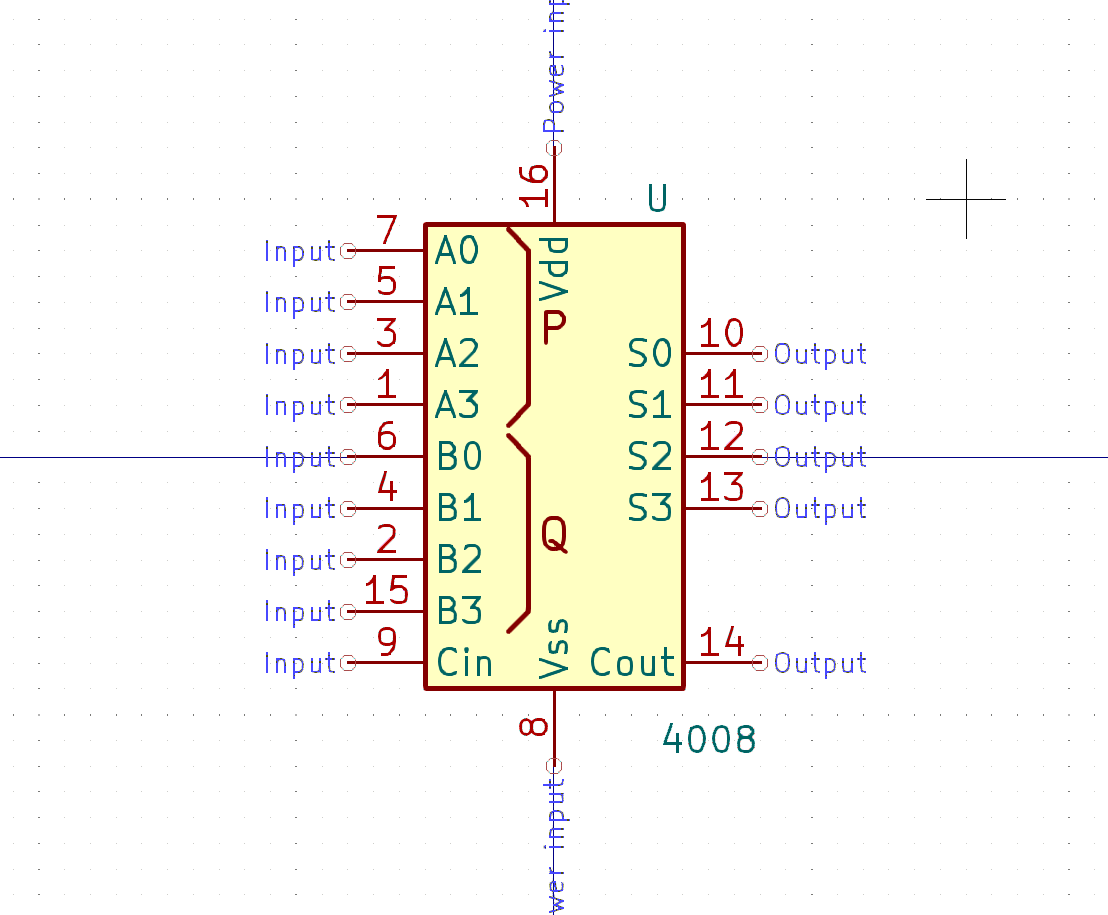 Power inp
16
U
Vdd
Input 7 A0
Input 5 A1
P
Input 3 A2 S0 10 Output
Input 1 A3 S1 11 Output
Input 6 B0 S2 12 Output
Input 4 B1 S3 13 Output
Q
Input 2 B2
Input 15 B3
Vss
Input 9 Cin Cout 14 Output
8
4008
wer input